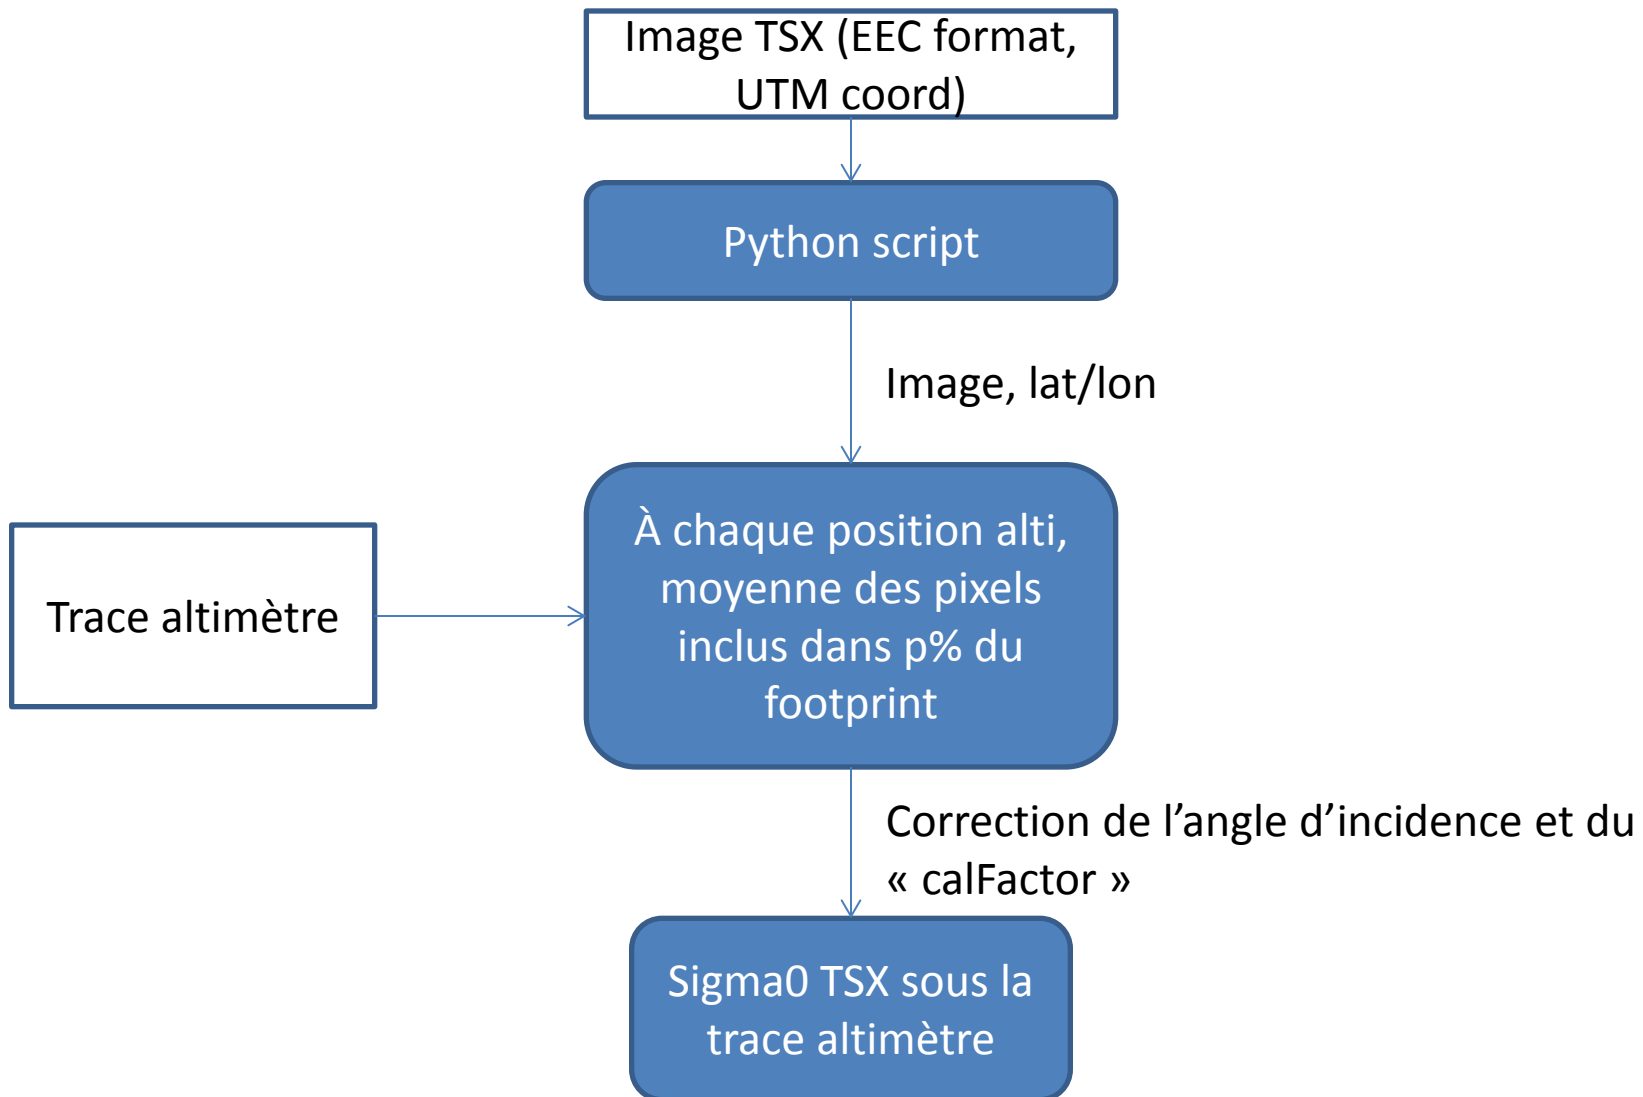 Image TSX (EEC format,
UTM coord)
Python script
Image, lat/lon
À chaque position alti,
moyenne des pixels
inclus dans p% du
footprint
Trace altimètre
Correction de l’angle d’incidence et du
« calFactor »
Sigma0 TSX sous la
trace altimètre